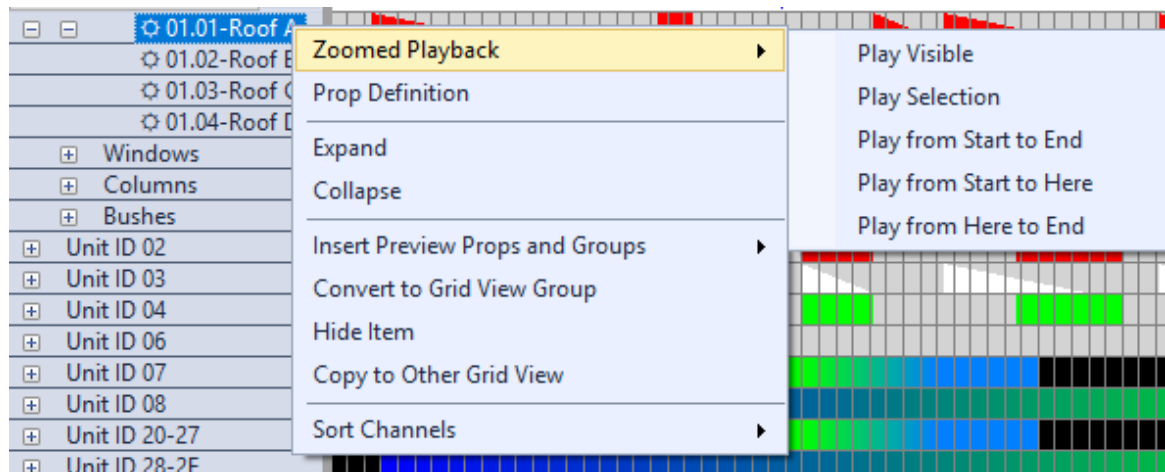 01.01-Roof A
01.02-Roof B
01.03-Roof C
01.04-Roof D
Windows
Columns
Bushes
Unit ID 02
Unit ID 03
Unit ID 04
Unit ID 06
Unit ID 07
Unit ID 08
Unit ID 20-27
Unit ID 28-2F
Zoomed Playback
Prop Definition
Expand
Collapse
Insert Preview Props and Groups
Convert to Grid View Group
Hide Item
Copy to Other Grid View
Sort Channels
Play Visible
Play Selection
Play from Start to End
Play from Start to Here
Play from Here to End